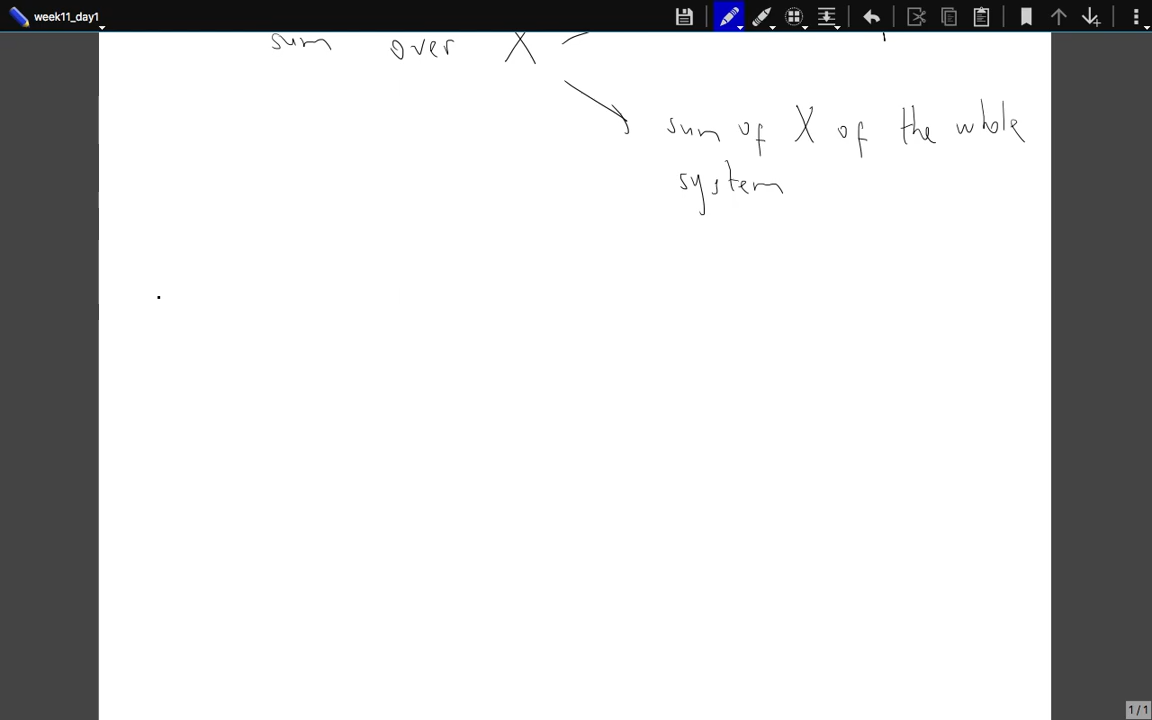 week11_day1
sum over X
sum of X of the whole
system
1 / 1